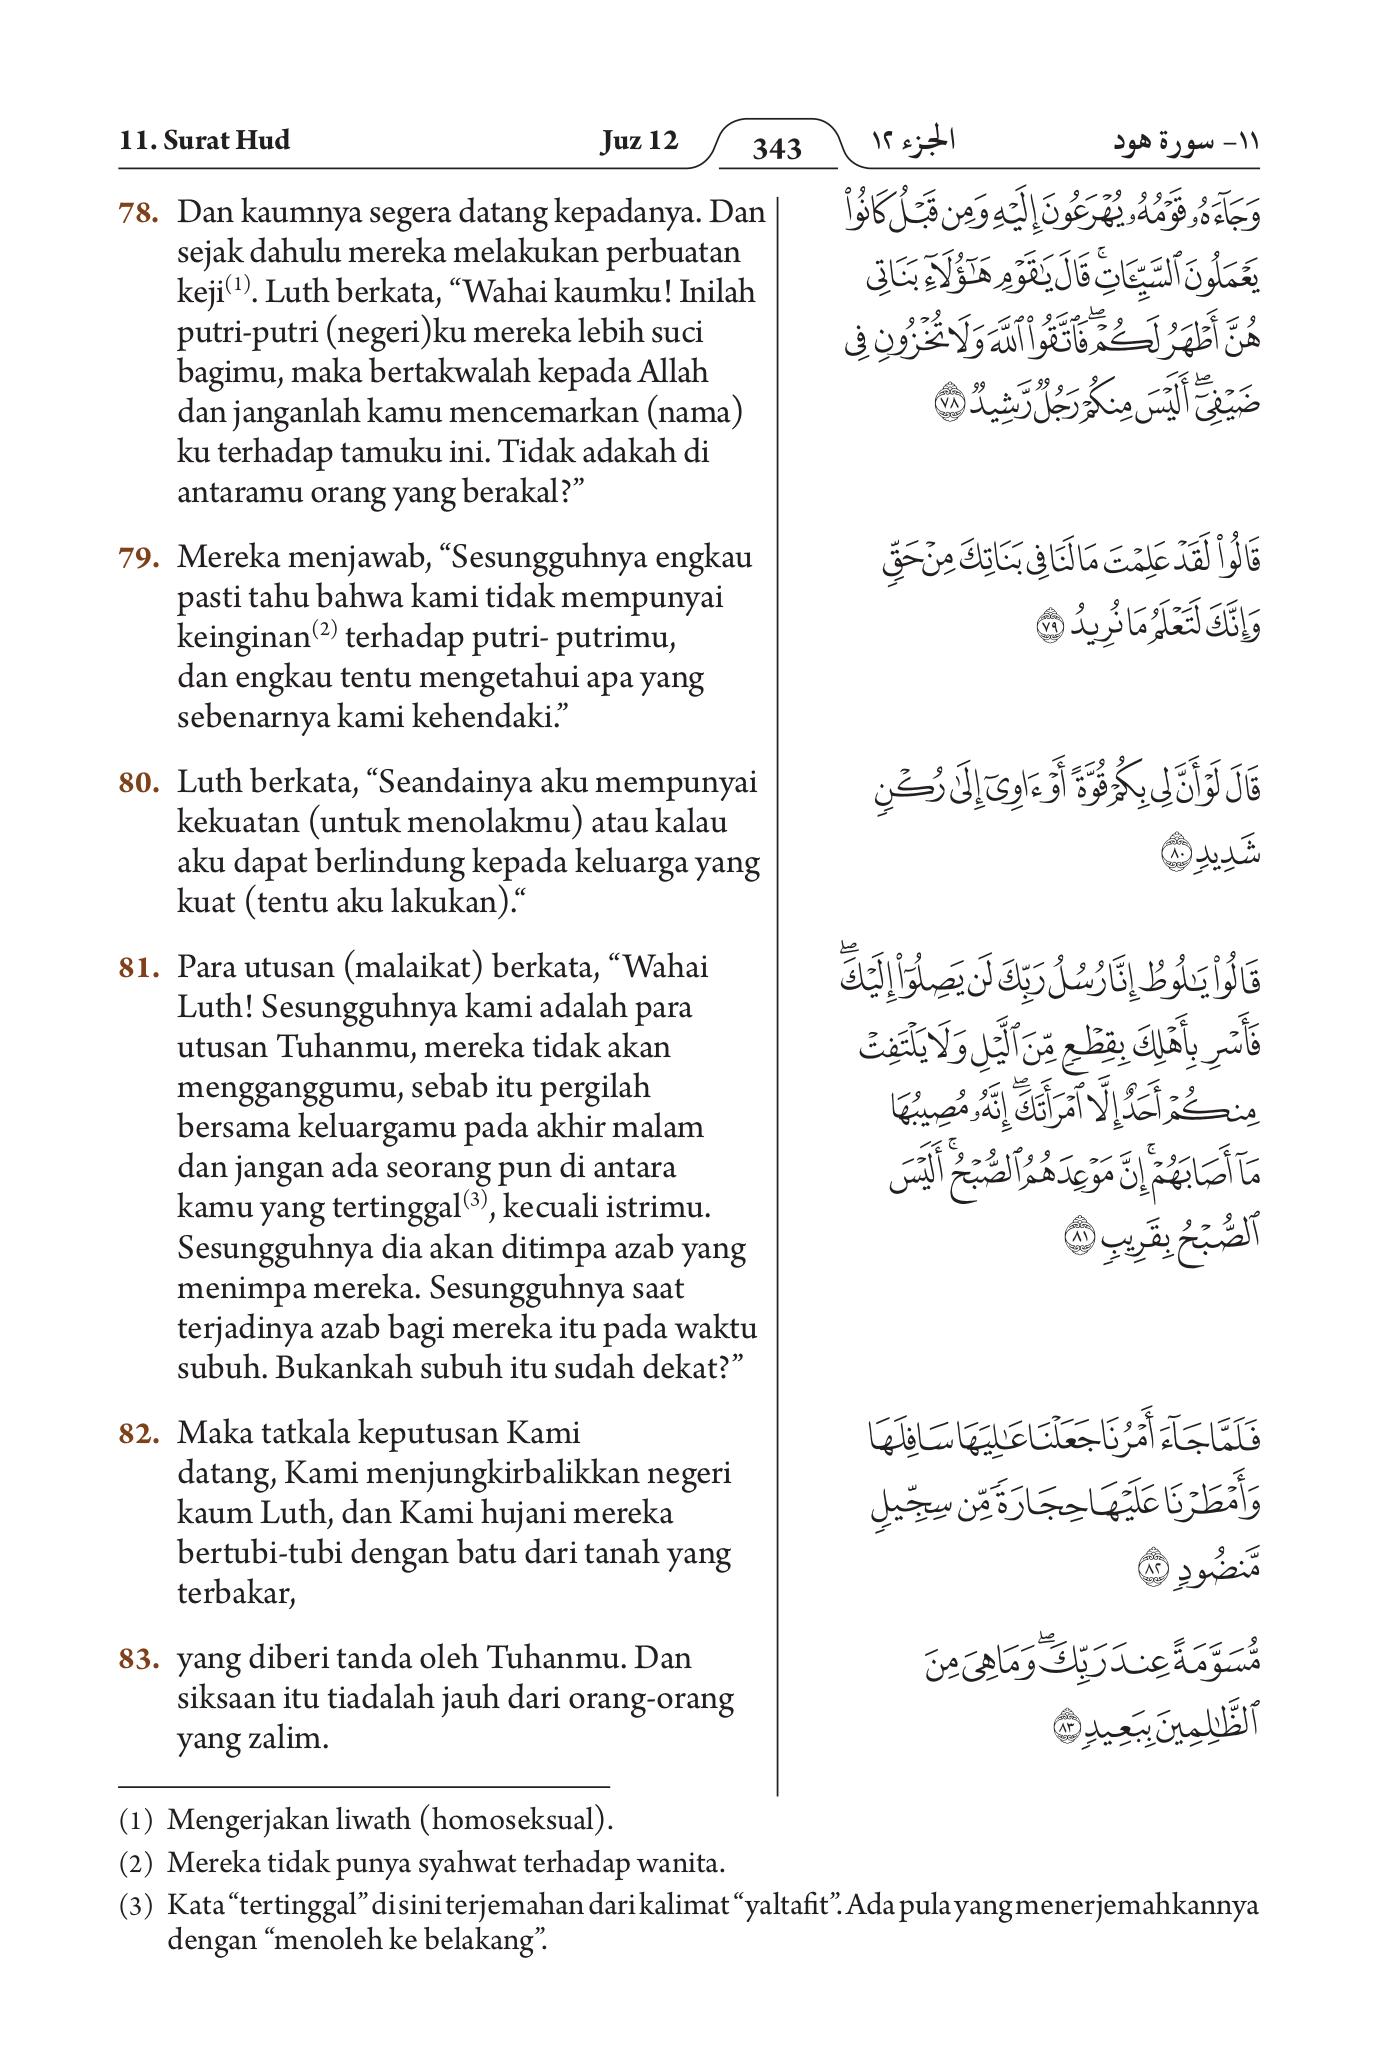 11. Surat Hud
Juz 12
343
الجزء ١٢
١١- سورة هود
78. Dan kaumnya segera datang kepadanya. Dan
sejak dahulu mereka melakukan perbuatan
keji(1). Luth berkata, “Wahai kaumku! Inilah
putri-putri (negeri)ku mereka lebih suci
bagimu, maka bertakwalah kepada Allah
dan janganlah kamu mencemarkan (nama)
ku terhadap tamuku ini. Tidak adakah di
antaramu orang yang berakal?”
وَجَآءَهُۥ قَوْمُهُۥ يُهْرَعُونَ إِلَيْهِ وَمِن قَبْلُ كَانُوا۟
يَعْمَلُونَ ٱلسَّيِّـَٔاتِ ۚ قَالَ يَـٰقَوْمِ هَـٰٓؤُلَآءِ بَنَاتِى
هُنَّ أَطْهَرُ لَكُمْ ۖ فَٱتَّقُوا۟ ٱللَّهَ وَلَا تُخْزُونِ فِى
ضَيْفِىٓ ۖ أَلَيْسَ مِنكُمْ رَجُلٌ رَّشِيدٌ ٧٨
79. Mereka menjawab, “Sesungguhnya engkau
pasti tahu bahwa kami tidak mempunyai
keinginan(2) terhadap putri- putrimu,
dan engkau tentu mengetahui apa yang
sebenarnya kami kehendaki.”
قَالُوا۟ لَقَدْ عَلِمْتَ مَا لَنَا فِى بَنَاتِكَ مِنْ حَقٍّ
وَإِنَّكَ لَتَعْلَمُ مَا نُرِيدُ ٧٩
80. Luth berkata, “Seandainya aku mempunyai
kekuatan (untuk menolakmu) atau kalau
aku dapat berlindung kepada keluarga yang
kuat (tentu aku lakukan).“
قَالَ لَوْ أَنَّ لِى بِكُمْ قُوَّةً أَوْ ءَاوِىٓ إِلَىٰ رُكْنٍ
شَدِيدٍ ٨٠
81. Para utusan (malaikat) berkata, “Wahai
Luth! Sesungguhnya kami adalah para
utusan Tuhanmu, mereka tidak akan
mengganggumu, sebab itu pergilah
bersama keluargamu pada akhir malam
dan jangan ada seorang pun di antara
kamu yang tertinggal(3), kecuali istrimu.
Sesungguhnya dia akan ditimpa azab yang
menimpa mereka. Sesungguhnya saat
terjadinya azab bagi mereka itu pada waktu
subuh. Bukankah subuh itu sudah dekat?”
قَالُوا۟ يَـٰلُوطُ إِنَّا رُسُلُ رَبِّكَ لَن يَصِلُوٓا۟ إِلَيْكَ ۖ
فَأَسْرِ بِأَهْلِكَ بِقِطْعٍ مِّنَ ٱلَّيْلِ وَلَا يَلْتَفِتْ
مِنكُمْ أَحَدٌ إِلَّا ٱمْرَأَتَكَ ۖ إِنَّهُۥ مُصِيبُهَا
مَآ أَصَابَهُمْ ۚ إِنَّ مَوْعِدَهُمُ ٱلصُّبْحُ ۚ أَلَيْسَ
ٱلصُّبْحُ بِقَرِيبٍ ٨١
82. Maka tatkala keputusan Kami
datang, Kami menjungkirbalikkan negeri
kaum Luth, dan Kami hujani mereka
bertubi-tubi dengan batu dari tanah yang
terbakar,
فَلَمَّا جَآءَ أَمْرُنَا جَعَلْنَا عَـٰلِيَهَا سَافِلَهَا
وَأَمْطَرْنَا عَلَيْهَا حِجَارَةً مِّن سِجِّيلٍ
مَّنضُودٍ ٨٢
83. yang diberi tanda oleh Tuhanmu. Dan
siksaan itu tiadalah jauh dari orang-orang
yang zalim.
مُّسَوَّمَةً عِندَ رَبِّكَ ۖ وَمَا هِىَ مِنَ
ٱلظَّـٰلِمِينَ بِبَعِيدٍ ٨٣
(1) Mengerjakan liwath (homoseksual).
(2) Mereka tidak punya syahwat terhadap wanita.
(3) Kata “tertinggal” di sini terjemahan dari kalimat “yaltafit”. Ada pula yang menerjemahkannya
dengan “menoleh ke belakang”.